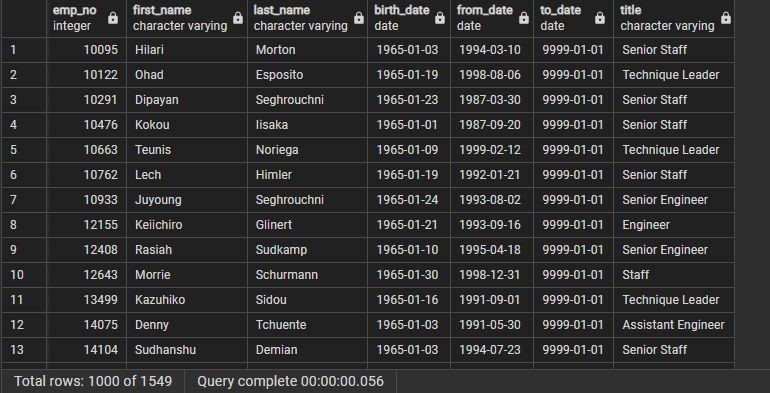 emp_no first_name last_name birth_date from_date to_date title
integer character varying character varying date date date character varying
1 10095 Hilari Morton 1965-01-03 1994-03-10 9999-01-01 Senior Staff
2 10122 Ohad Esposito 1965-01-19 1998-08-06 9999-01-01 Technique Leader
3 10291 Dipayan Seghrouchni 1965-01-23 1987-03-30 9999-01-01 Senior Staff
4 10476 Kokou Iisaka 1965-01-01 1987-09-20 9999-01-01 Senior Staff
5 10663 Teunis Noriega 1965-01-09 1999-02-12 9999-01-01 Technique Leader
6 10762 Lech Himler 1965-01-19 1992-01-21 9999-01-01 Senior Staff
7 10933 Juyoung Seghrouchni 1965-01-24 1993-08-02 9999-01-01 Senior Engineer
8 12155 Keiichiro Glinert 1965-01-21 1993-09-16 9999-01-01 Engineer
9 12408 Rasiah Sudkamp 1965-01-10 1995-04-18 9999-01-01 Senior Engineer
10 12643 Morrie Schurmann 1965-01-30 1998-12-31 9999-01-01 Staff
11 13499 Kazuhiko Sidou 1965-01-16 1991-09-01 9999-01-01 Technique Leader
12 14075 Denny Tchuente 1965-01-03 1991-05-30 9999-01-01 Assistant Engineer
13 14104 Sudhanshu Demian 1965-01-03 1994-07-23 9999-01-01 Senior Staff
Total rows: 1000 of 1549 Query complete 00:00:00.056